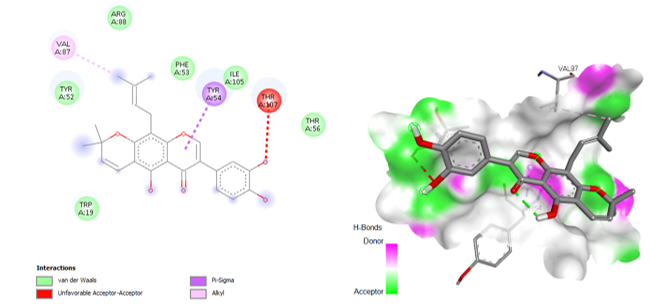 ARG
A:88
VAL
A:87
PHE
A:53
ILE
A:105
TYR
A:52
TYR
A:54
THR
A:107
THR
A:56
TRP
A:19
Interactions
van der Waals
Unfavorable Acceptor-Acceptor
Pi-Sigma
Alkyl
VAL87
H-Bonds
Donor
Acceptor